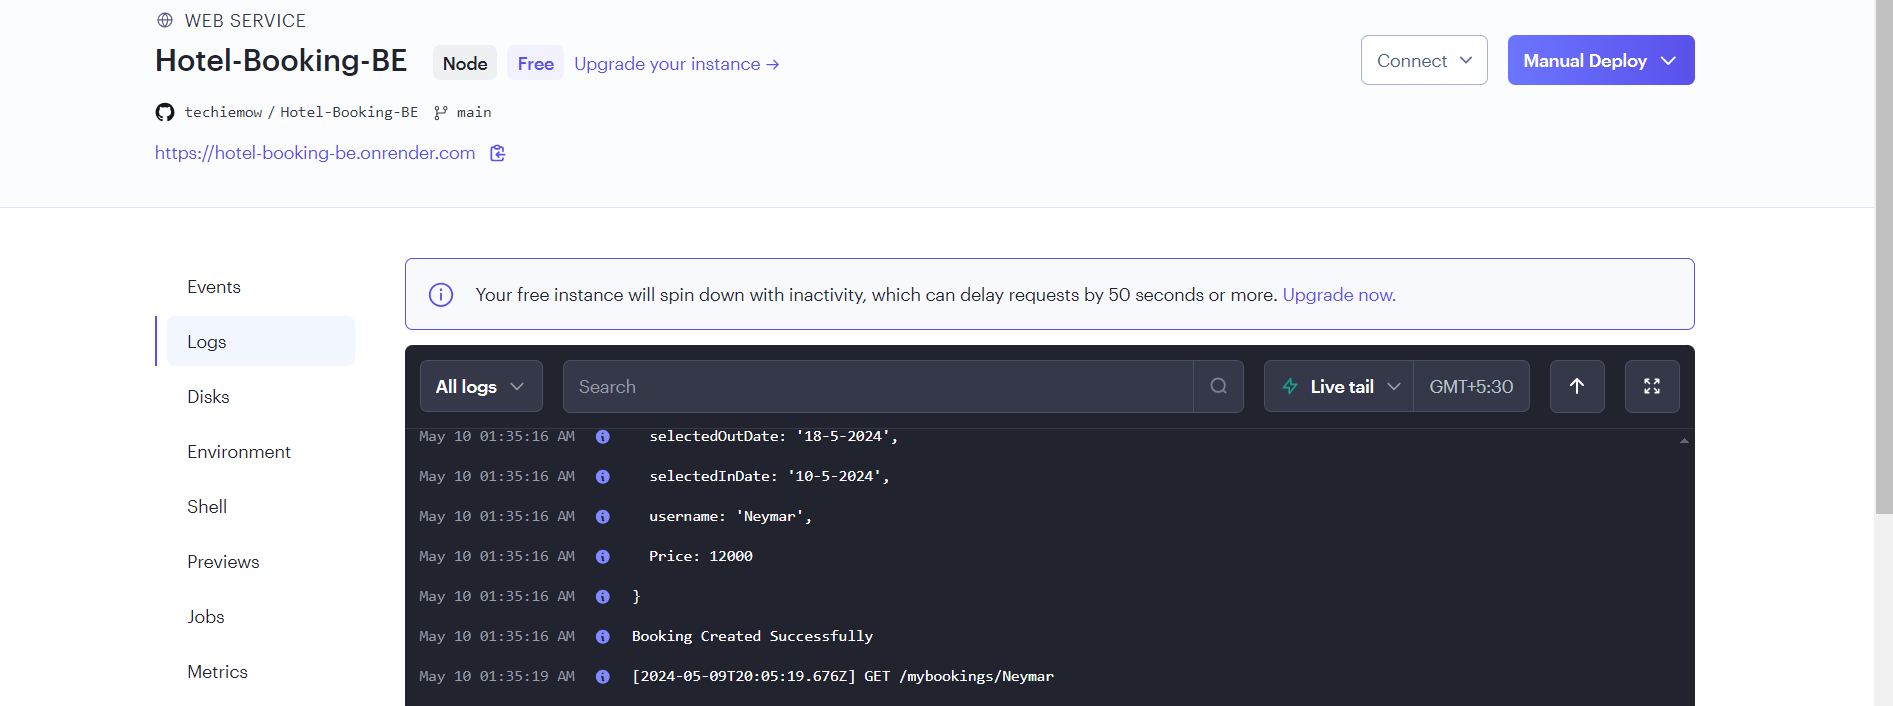 WEB SERVICE
Hotel-Booking-BE Node Free Upgrade your instance → Connect Manual Deploy
techiemow / Hotel-Booking-BE main
https://hotel-booking-be.onrender.com
Events
Logs
Disks
Environment
Shell
Previews
Jobs
Metrics
Your free instance will spin down with inactivity, which can delay requests by 50 seconds or more. Upgrade now.
All logs Search Live tail GMT+5:30
May 10 01:35:16 AM selectedOutDate: '18-5-2024',
May 10 01:35:16 AM selectedInDate: '10-5-2024',
May 10 01:35:16 AM username: 'Neymar',
May 10 01:35:16 AM Price: 12000
May 10 01:35:16 AM }
May 10 01:35:16 AM Booking Created Successfully
May 10 01:35:19 AM [2024-05-09T20:05:19.676Z] GET /mybookings/Neymar